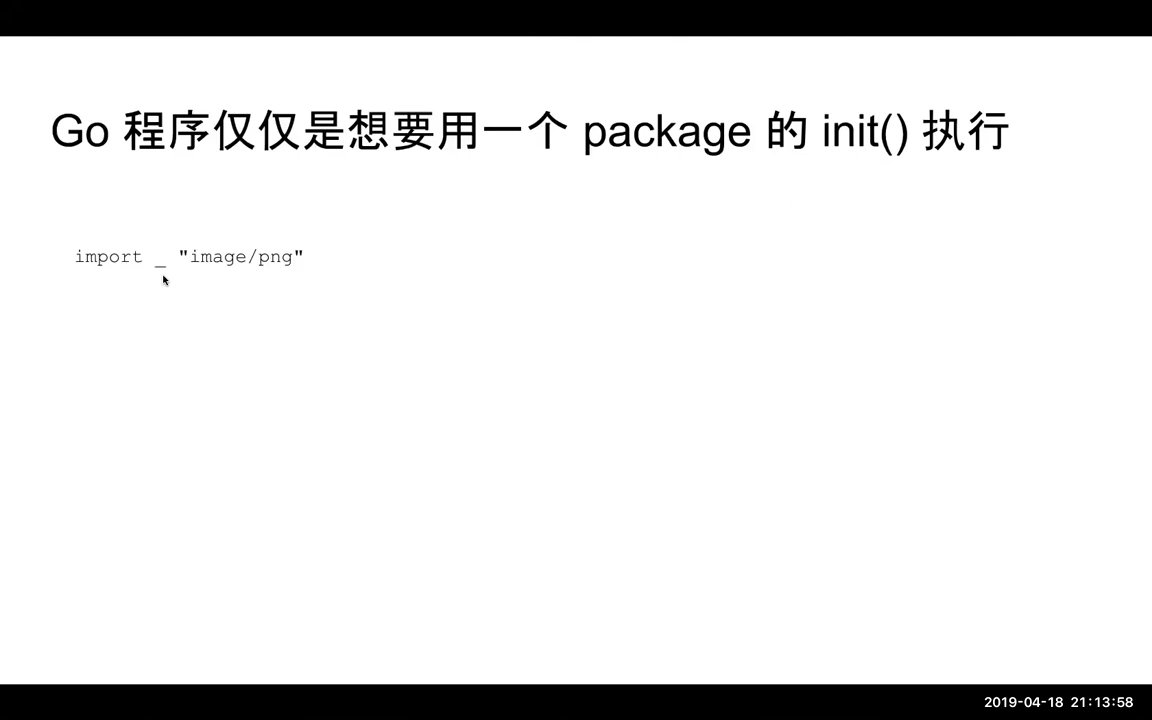 Go 程序仅仅是想要用一个 package 的 init() 执行
import _ "image/png"
2019-04-18 21:13:58